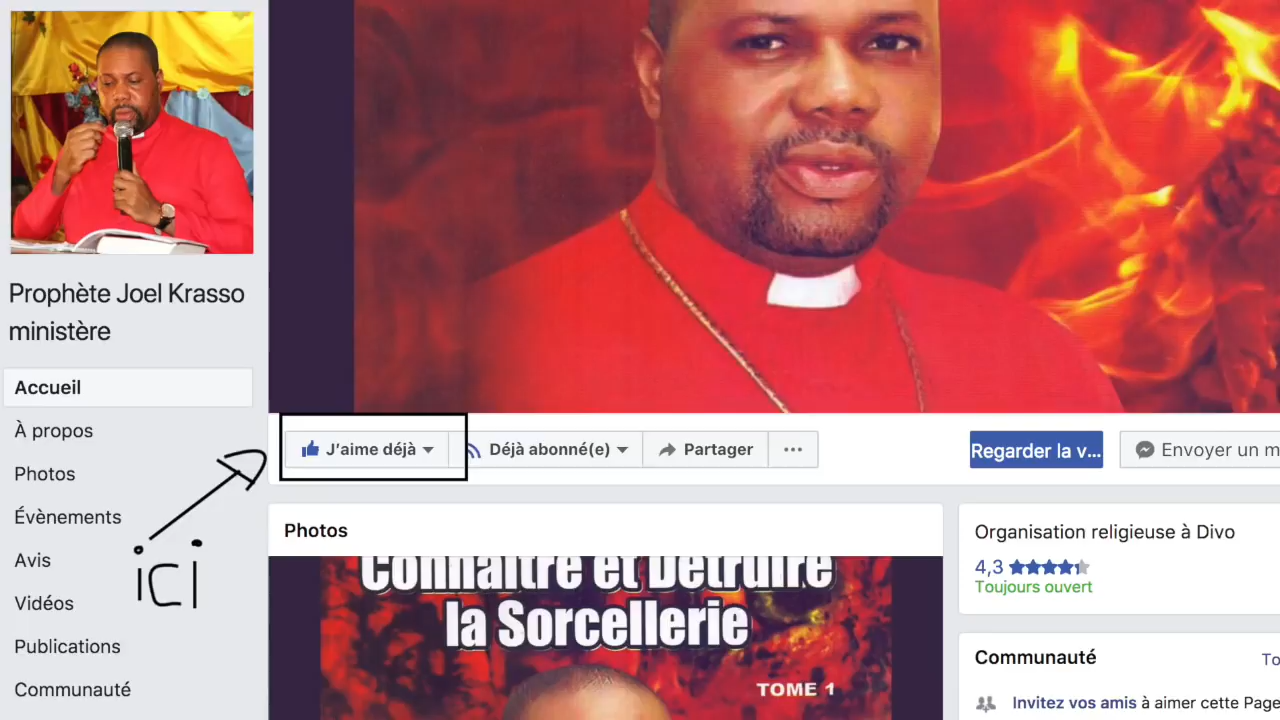 Prophète Joel Krasso
ministère
Accueil
À propos
Photos
Évènements
Avis
Vidéos
Publications
Communauté
ici
J'aime déjà
Déjà abonné(e)
Partager
Regarder la v...
Envoyer un m
Photos
Connaître et Détruire
la Sorcellerie
TOME 1
Organisation religieuse à Divo
4,3
Toujours ouvert
Communauté
To
Invitez vos amis à aimer cette Page